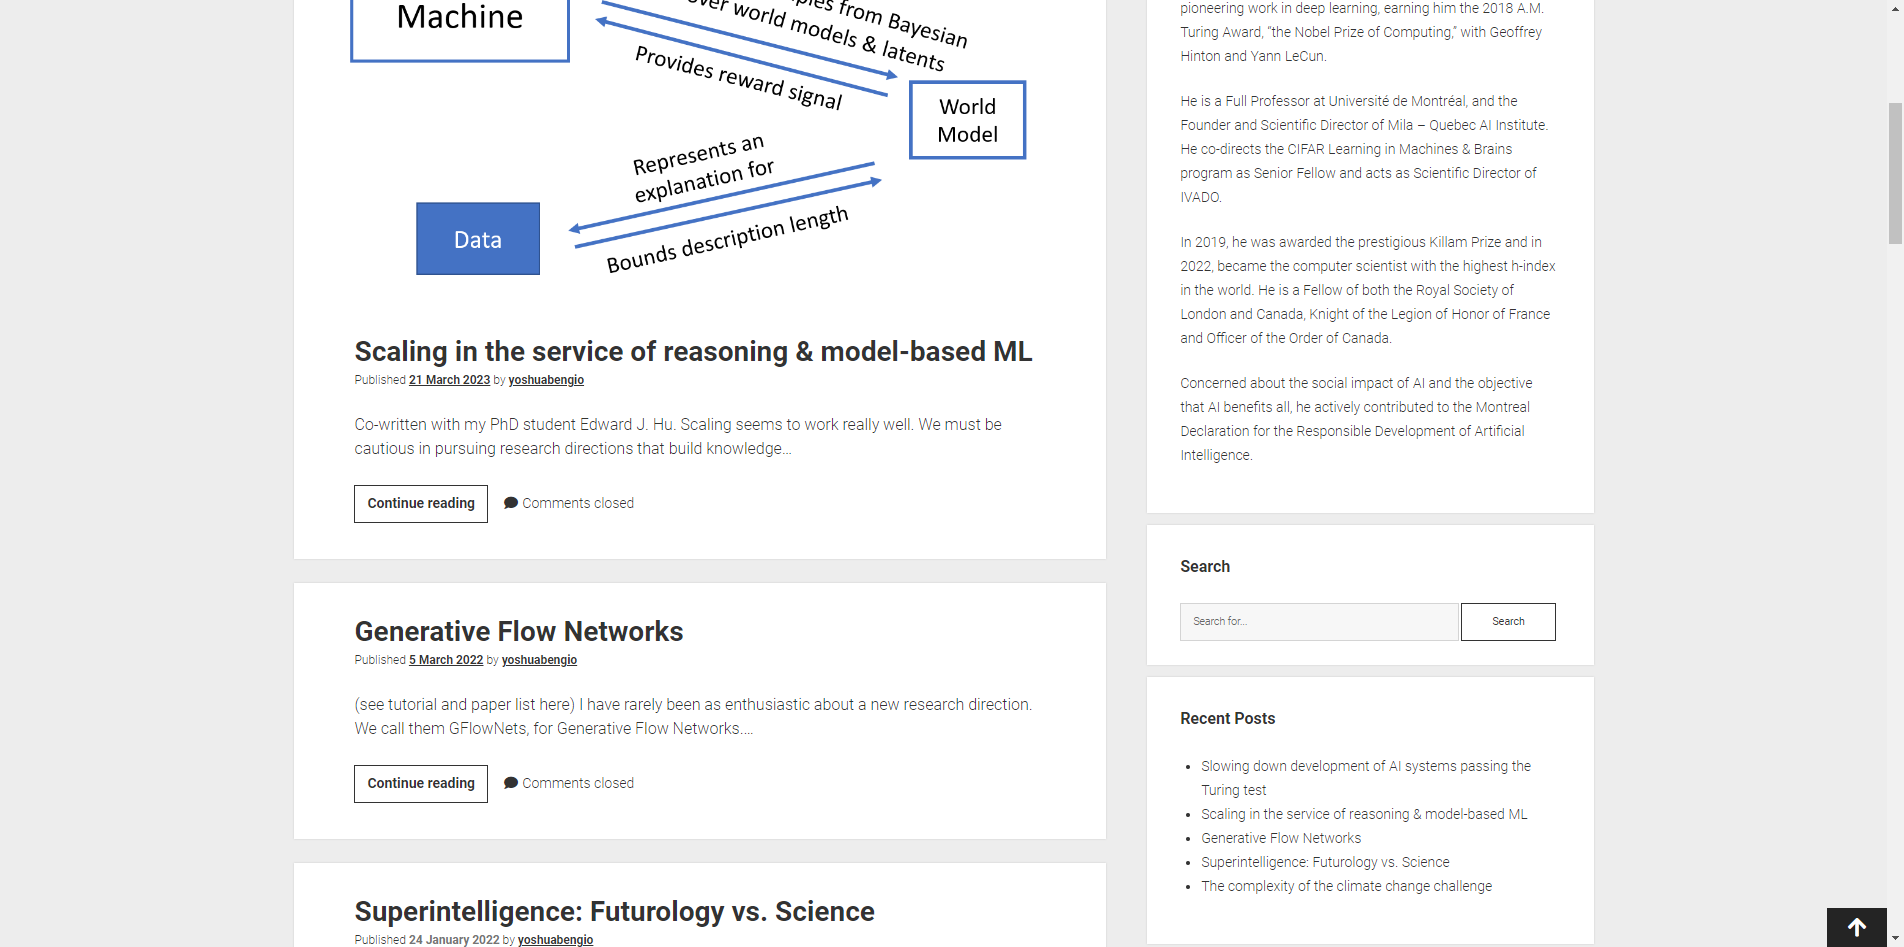 Machine
ples from Bayesian
over world models & latents
Provides reward signal
World
Model
Represents an
explanation for
Data
Bounds description length
Scaling in the service of reasoning & model-based ML
Published 21 March 2023 by yoshuabengio
Co-written with my PhD student Edward J. Hu. Scaling seems to work really well. We must be
cautious in pursuing research directions that build knowledge…
Continue reading
Comments closed
Generative Flow Networks
Published 5 March 2022 by yoshuabengio
(see tutorial and paper list here) I have rarely been as enthusiastic about a new research direction.
We call them GFlowNets, for Generative Flow Networks.…
Continue reading
Comments closed
Superintelligence: Futurology vs. Science
Published 24 January 2022 by yoshuabengio
pioneering work in deep learning, earning him the 2018 A.M.
Turing Award, “the Nobel Prize of Computing,” with Geoffrey
Hinton and Yann LeCun.
He is a Full Professor at Université de Montréal, and the
Founder and Scientific Director of Mila – Quebec AI Institute.
He co-directs the CIFAR Learning in Machines & Brains
program as Senior Fellow and acts as Scientific Director of
IVADO.
In 2019, he was awarded the prestigious Killam Prize and in
2022, became the computer scientist with the highest h-index
in the world. He is a Fellow of both the Royal Society of
London and Canada, Knight of the Legion of Honor of France
and Officer of the Order of Canada.
Concerned about the social impact of AI and the objective
that AI benefits all, he actively contributed to the Montreal
Declaration for the Responsible Development of Artificial
Intelligence.
Search
Search for...
Search
Recent Posts
Slowing down development of AI systems passing the
Turing test
Scaling in the service of reasoning & model-based ML
Generative Flow Networks
Superintelligence: Futurology vs. Science
The complexity of the climate change challenge